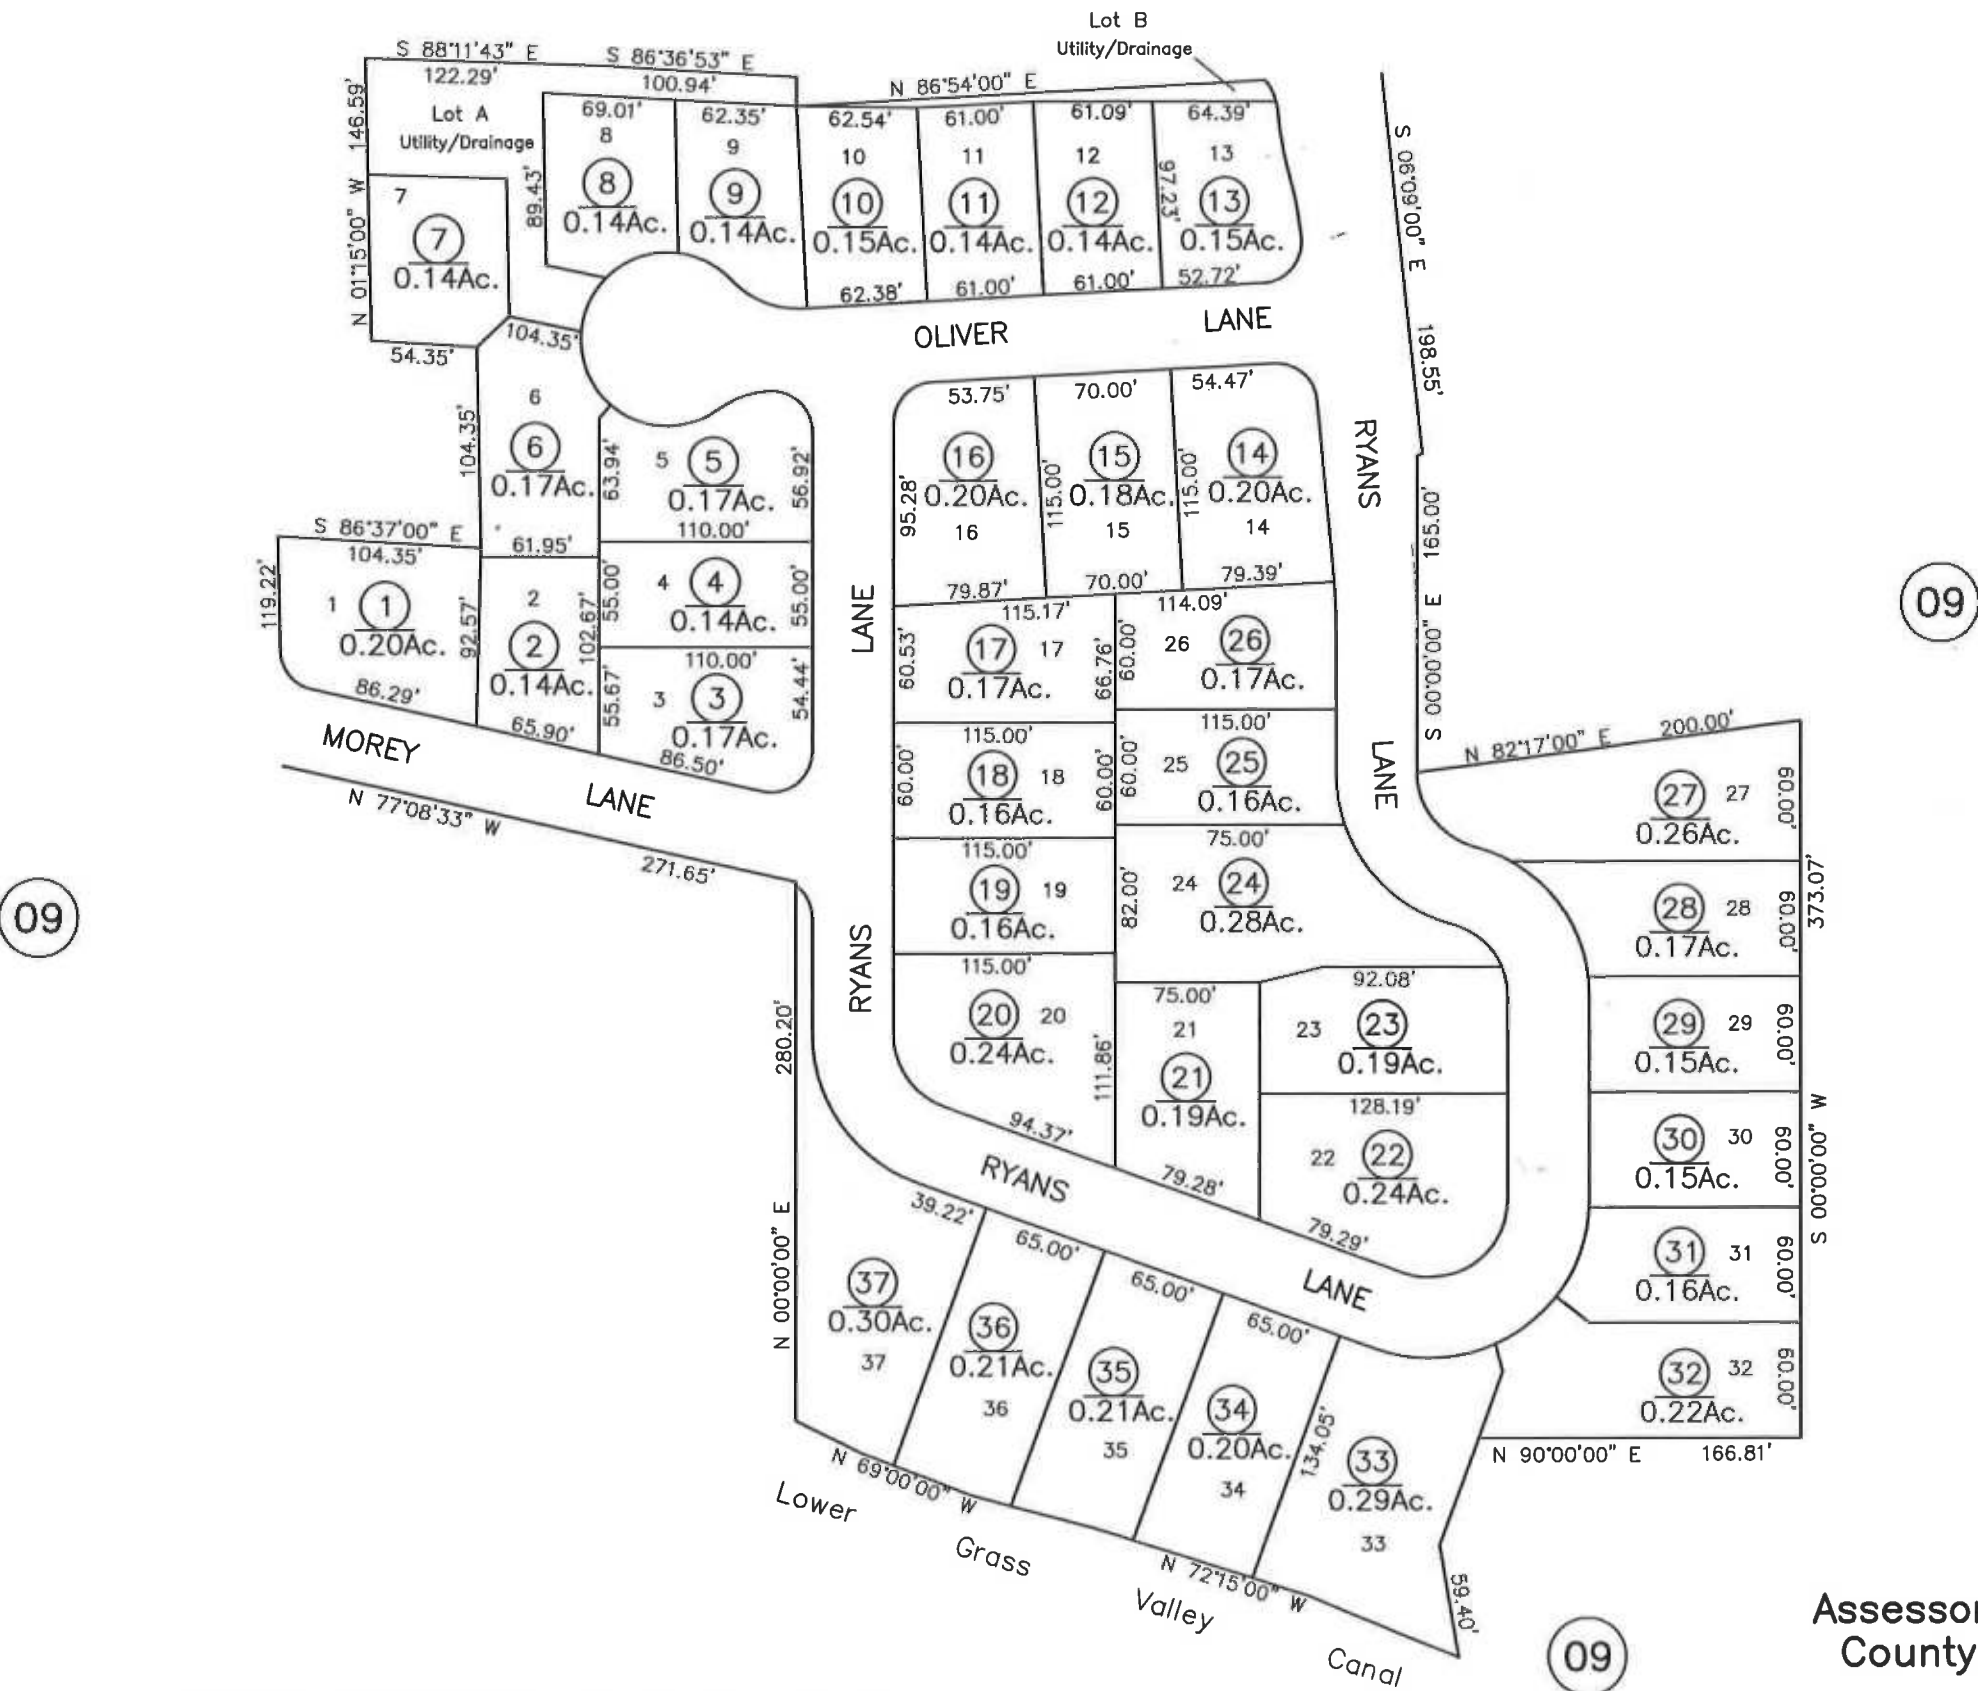 Lot B
Utility/Drainage
S 88°11'43" E
122.29'
S 86°36'53" E
100.94'
N 86°54'00" E
N 01°15'00" W 146.59'
Lot A
Utility/Drainage
7
7
0.14Ac.
54.35'
89.43'
69.01'
8
8
0.14Ac.
62.35'
9
9
0.14Ac.
62.54'
10
10
0.15Ac.
62.38'
61.00'
11
11
0.14Ac.
61.00'
61.09'
12
12
0.14Ac.
61.00'
64.39'
13
97.23'
13
0.15Ac.
52.72'
S 06°09'00" E 198.55'
OLIVER LANE
104.35'
104.35'
6
6
0.17Ac.
61.95'
63.94'
5
5
0.17Ac.
56.92'
110.00'
55.00'
4
4
0.14Ac.
55.00'
110.00'
55.67'
3
3
0.17Ac.
54.44'
86.50'
S 86°37'00" E
104.35'
119.22'
1
1
0.20Ac.
92.57'
86.29'
2
2
0.14Ac.
102.67'
65.90'
MOREY LANE
N 77°08'33" W
271.65'
53.75'
95.28'
16
0.20Ac.
16
79.87'
70.00'
115.00'
15
0.18Ac.
15
70.00'
54.47'
115.00'
14
0.20Ac.
14
79.39'
RYANS LANE
S 00°00'00" E 165.00'
RYANS LANE
115.17'
60.53'
17
17
0.17Ac.
66.76'
114.09'
60.00'
26
26
0.17Ac.
115.00'
60.00'
18
18
0.16Ac.
60.00'
115.00'
60.00'
25
25
0.16Ac.
115.00'
19
19
0.16Ac.
75.00'
82.00'
24
24
0.28Ac.
115.00'
20
20
0.24Ac.
111.86'
94.37'
75.00'
21
21
0.19Ac.
79.28'
92.08'
23
23
0.19Ac.
128.19'
22
22
0.24Ac.
79.29'
N 82°17'00" E 200.00'
27
27
0.26Ac.
60.00'
28
28
0.17Ac.
60.00'
29
29
0.15Ac.
60.00'
30
30
0.15Ac.
60.00'
31
31
0.16Ac.
60.00'
32
32
0.22Ac.
60.00'
S 00°00'00" W 373.07'
N 90°00'00" E 166.81'
RYANS LANE
N 00°00'00" E 280.20'
39.22'
37
0.30Ac.
37
65.00'
36
0.21Ac.
36
65.00'
35
0.21Ac.
35
65.00'
34
0.20Ac.
34
134.05'
33
0.29Ac.
33
59.40'
N 69°00'00" W
N 72°15'00" W
Lower Grass Valley Canal
09
09
09
Assessor
County